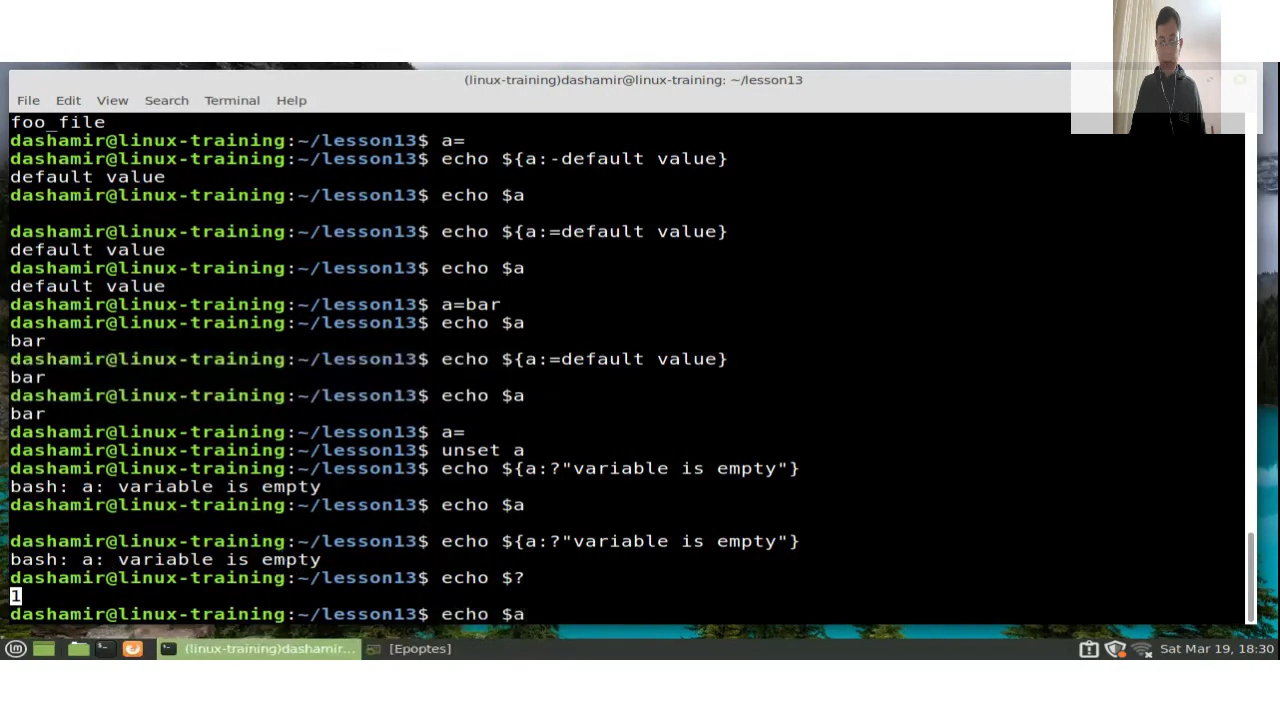 (linux-training)dashamir@linux-training: ~/lesson13
File Edit View Search Terminal Help
foo_file
dashamir@linux-training:~/lesson13$ a=
dashamir@linux-training:~/lesson13$ echo ${a:-default value}
default value
dashamir@linux-training:~/lesson13$ echo $a
dashamir@linux-training:~/lesson13$ echo ${a:=default value}
default value
dashamir@linux-training:~/lesson13$ echo $a
default value
dashamir@linux-training:~/lesson13$ a=bar
dashamir@linux-training:~/lesson13$ echo $a
bar
dashamir@linux-training:~/lesson13$ echo ${a:=default value}
bar
dashamir@linux-training:~/lesson13$ echo $a
bar
dashamir@linux-training:~/lesson13$ a=
dashamir@linux-training:~/lesson13$ unset a
dashamir@linux-training:~/lesson13$ echo ${a:?"variable is empty"}
bash: a: variable is empty
dashamir@linux-training:~/lesson13$ echo $a
dashamir@linux-training:~/lesson13$ echo ${a:?"variable is empty"}
bash: a: variable is empty
dashamir@linux-training:~/lesson13$ echo $?
1
dashamir@linux-training:~/lesson13$ echo $a
(linux-training)dashamir... [Epoptes] Sat Mar 19, 18:30